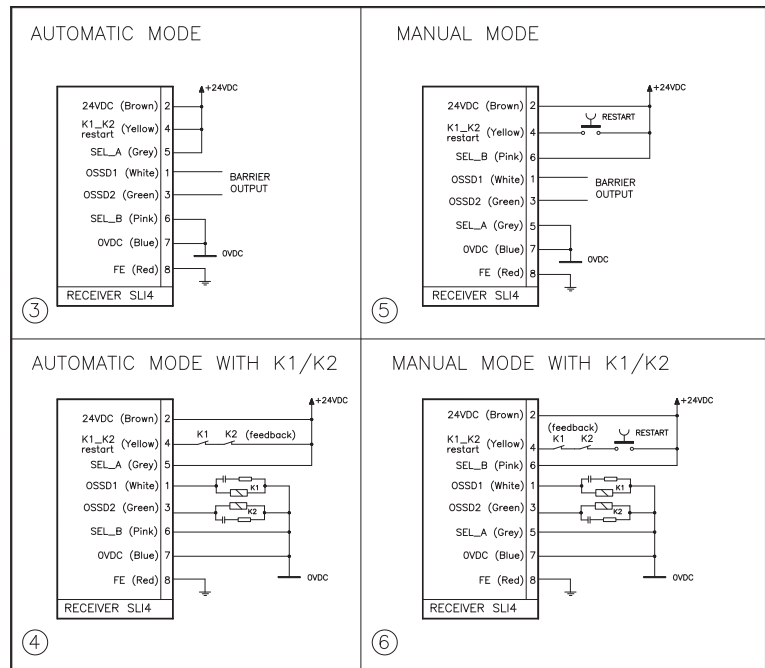 AUTOMATIC MODE
+24VDC
24VDC (Brown) 2
K1_K2 restart (Yellow) 4
SEL_A (Grey) 5
OSSD1 (White) 1
BARRIER OUTPUT
OSSD2 (Green) 3
SEL_B (Pink) 6
0VDC (Blue) 7
0VDC
FE (Red) 8
RECEIVER SLI4
3
MANUAL MODE
+24VDC
24VDC (Brown) 2
RESTART
K1_K2 restart (Yellow) 4
SEL_B (Pink) 6
OSSD1 (White) 1
BARRIER OUTPUT
OSSD2 (Green) 3
SEL_A (Grey) 5
0VDC (Blue) 7
0VDC
FE (Red) 8
RECEIVER SLI4
5
AUTOMATIC MODE WITH K1/K2
+24VDC
24VDC (Brown) 2
K1_K2 restart (Yellow) 4
K1 K2 (feedback)
SEL_A (Grey) 5
OSSD1 (White) 1
K1
OSSD2 (Green) 3
K2
SEL_B (Pink) 6
0VDC (Blue) 7
FE (Red) 8
0VDC
RECEIVER SLI4
4
MANUAL MODE WITH K1/K2
+24VDC
24VDC (Brown) 2
(feedback)
K1 K2
RESTART
K1_K2 restart (Yellow) 4
SEL_B (Pink) 6
OSSD1 (White) 1
K1
OSSD2 (Green) 3
K2
SEL_A (Grey) 5
0VDC (Blue) 7
FE (Red) 8
0VDC
RECEIVER SLI4
6